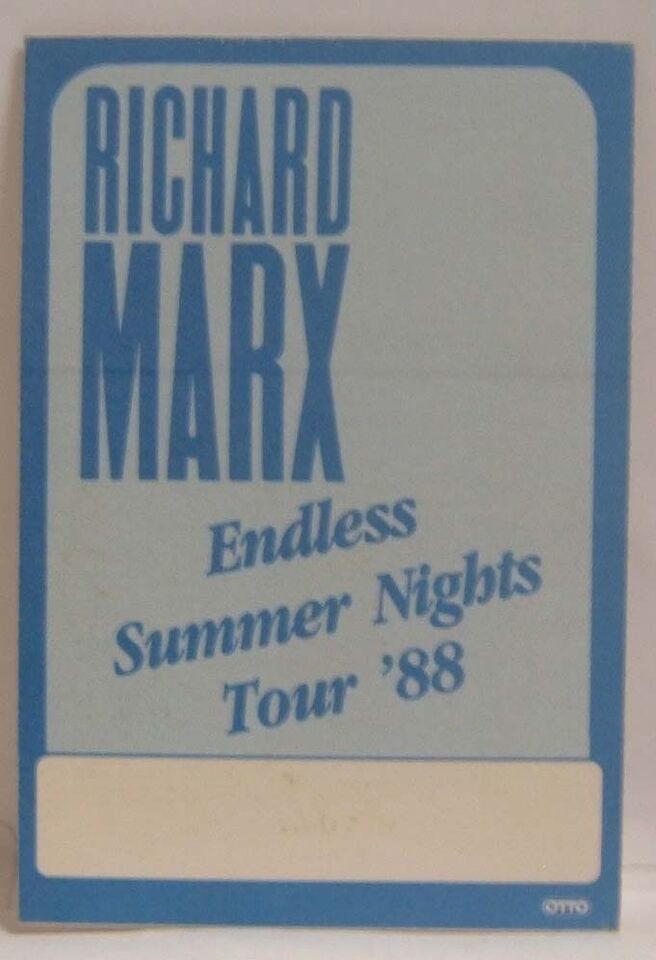 RICHARD
MARX
Endless
Summer Nights
Tour '88
OTTO